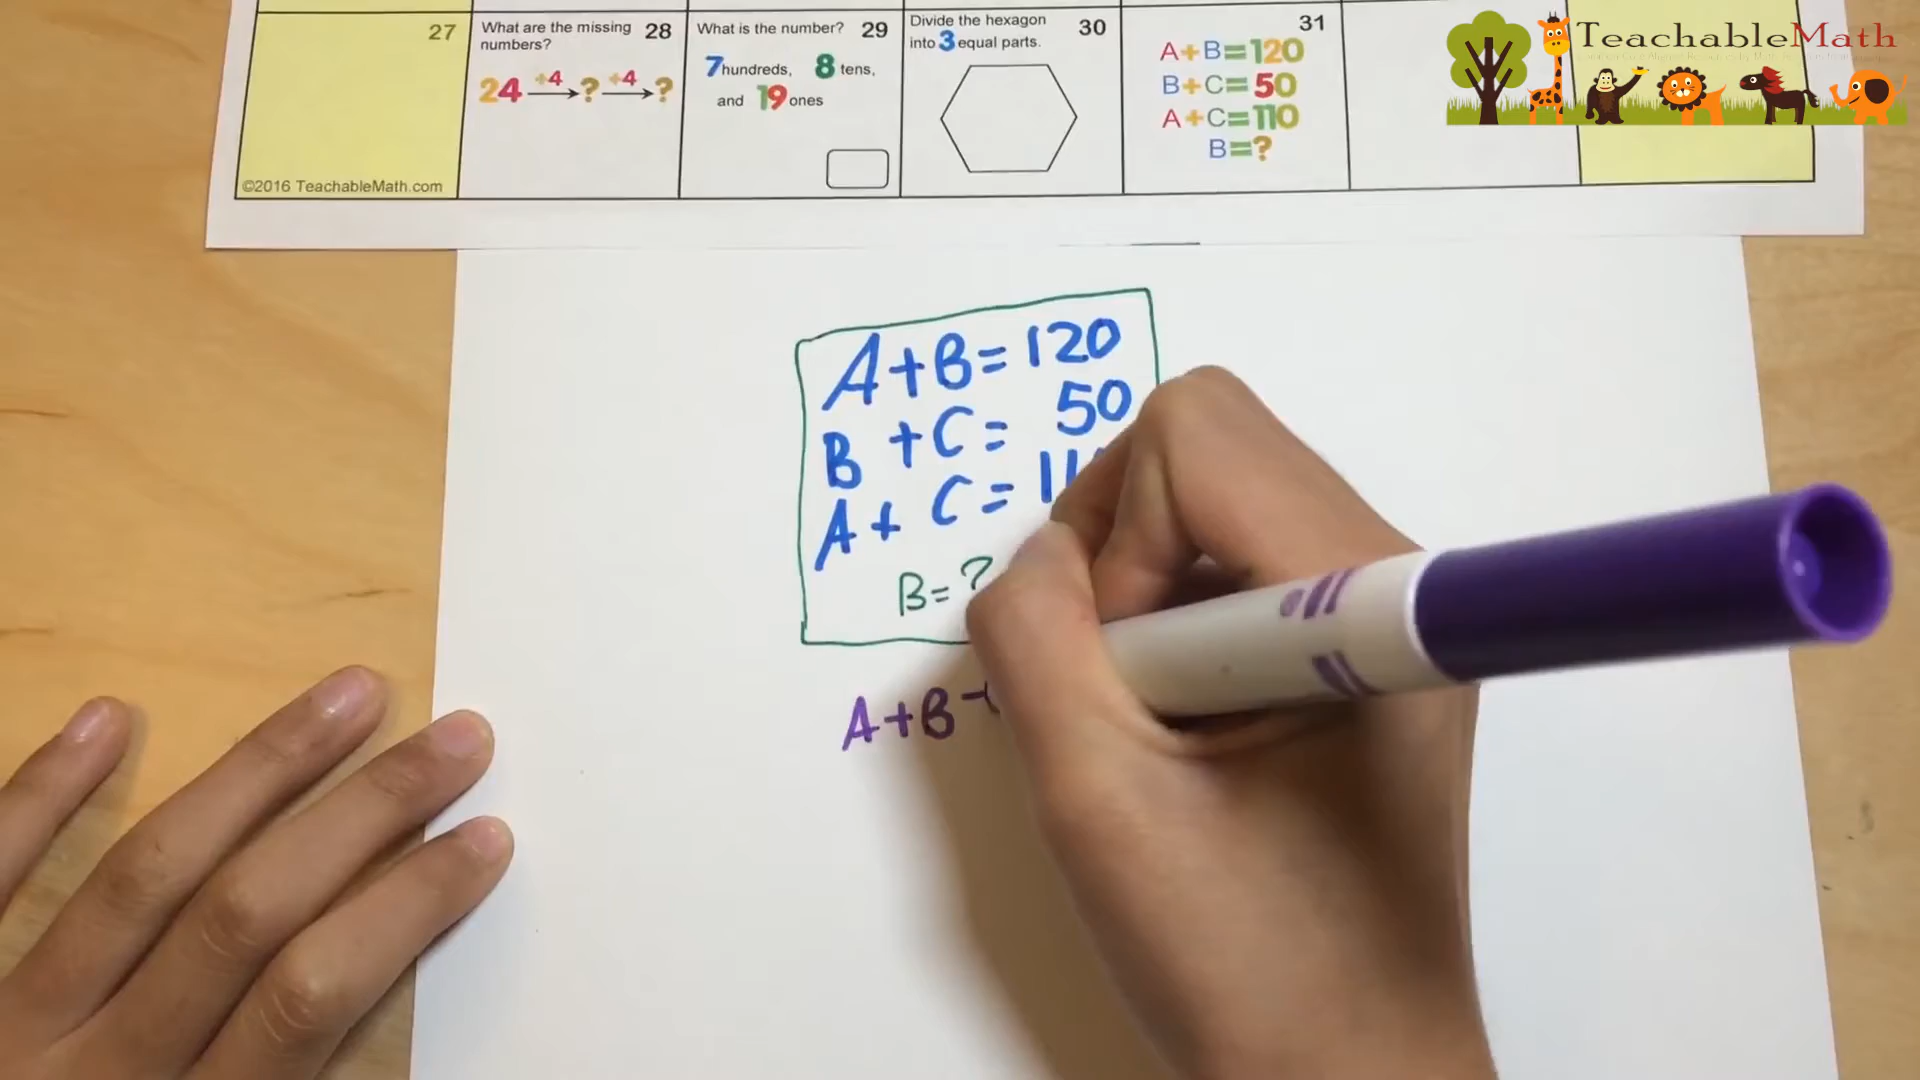 27
What are the missing 28
numbers?
24 +4 ? +4 ?
©2016 TeachableMath.com
What is the number? 29
7 hundreds, 8 tens,
and 19 ones
Divide the hexagon 30
into 3 equal parts.
31
A+B=120
B+C=50
A+C=110
B=?
TeachableMath
A+B=120
B+C=50
A+C=11
B=?
A+B